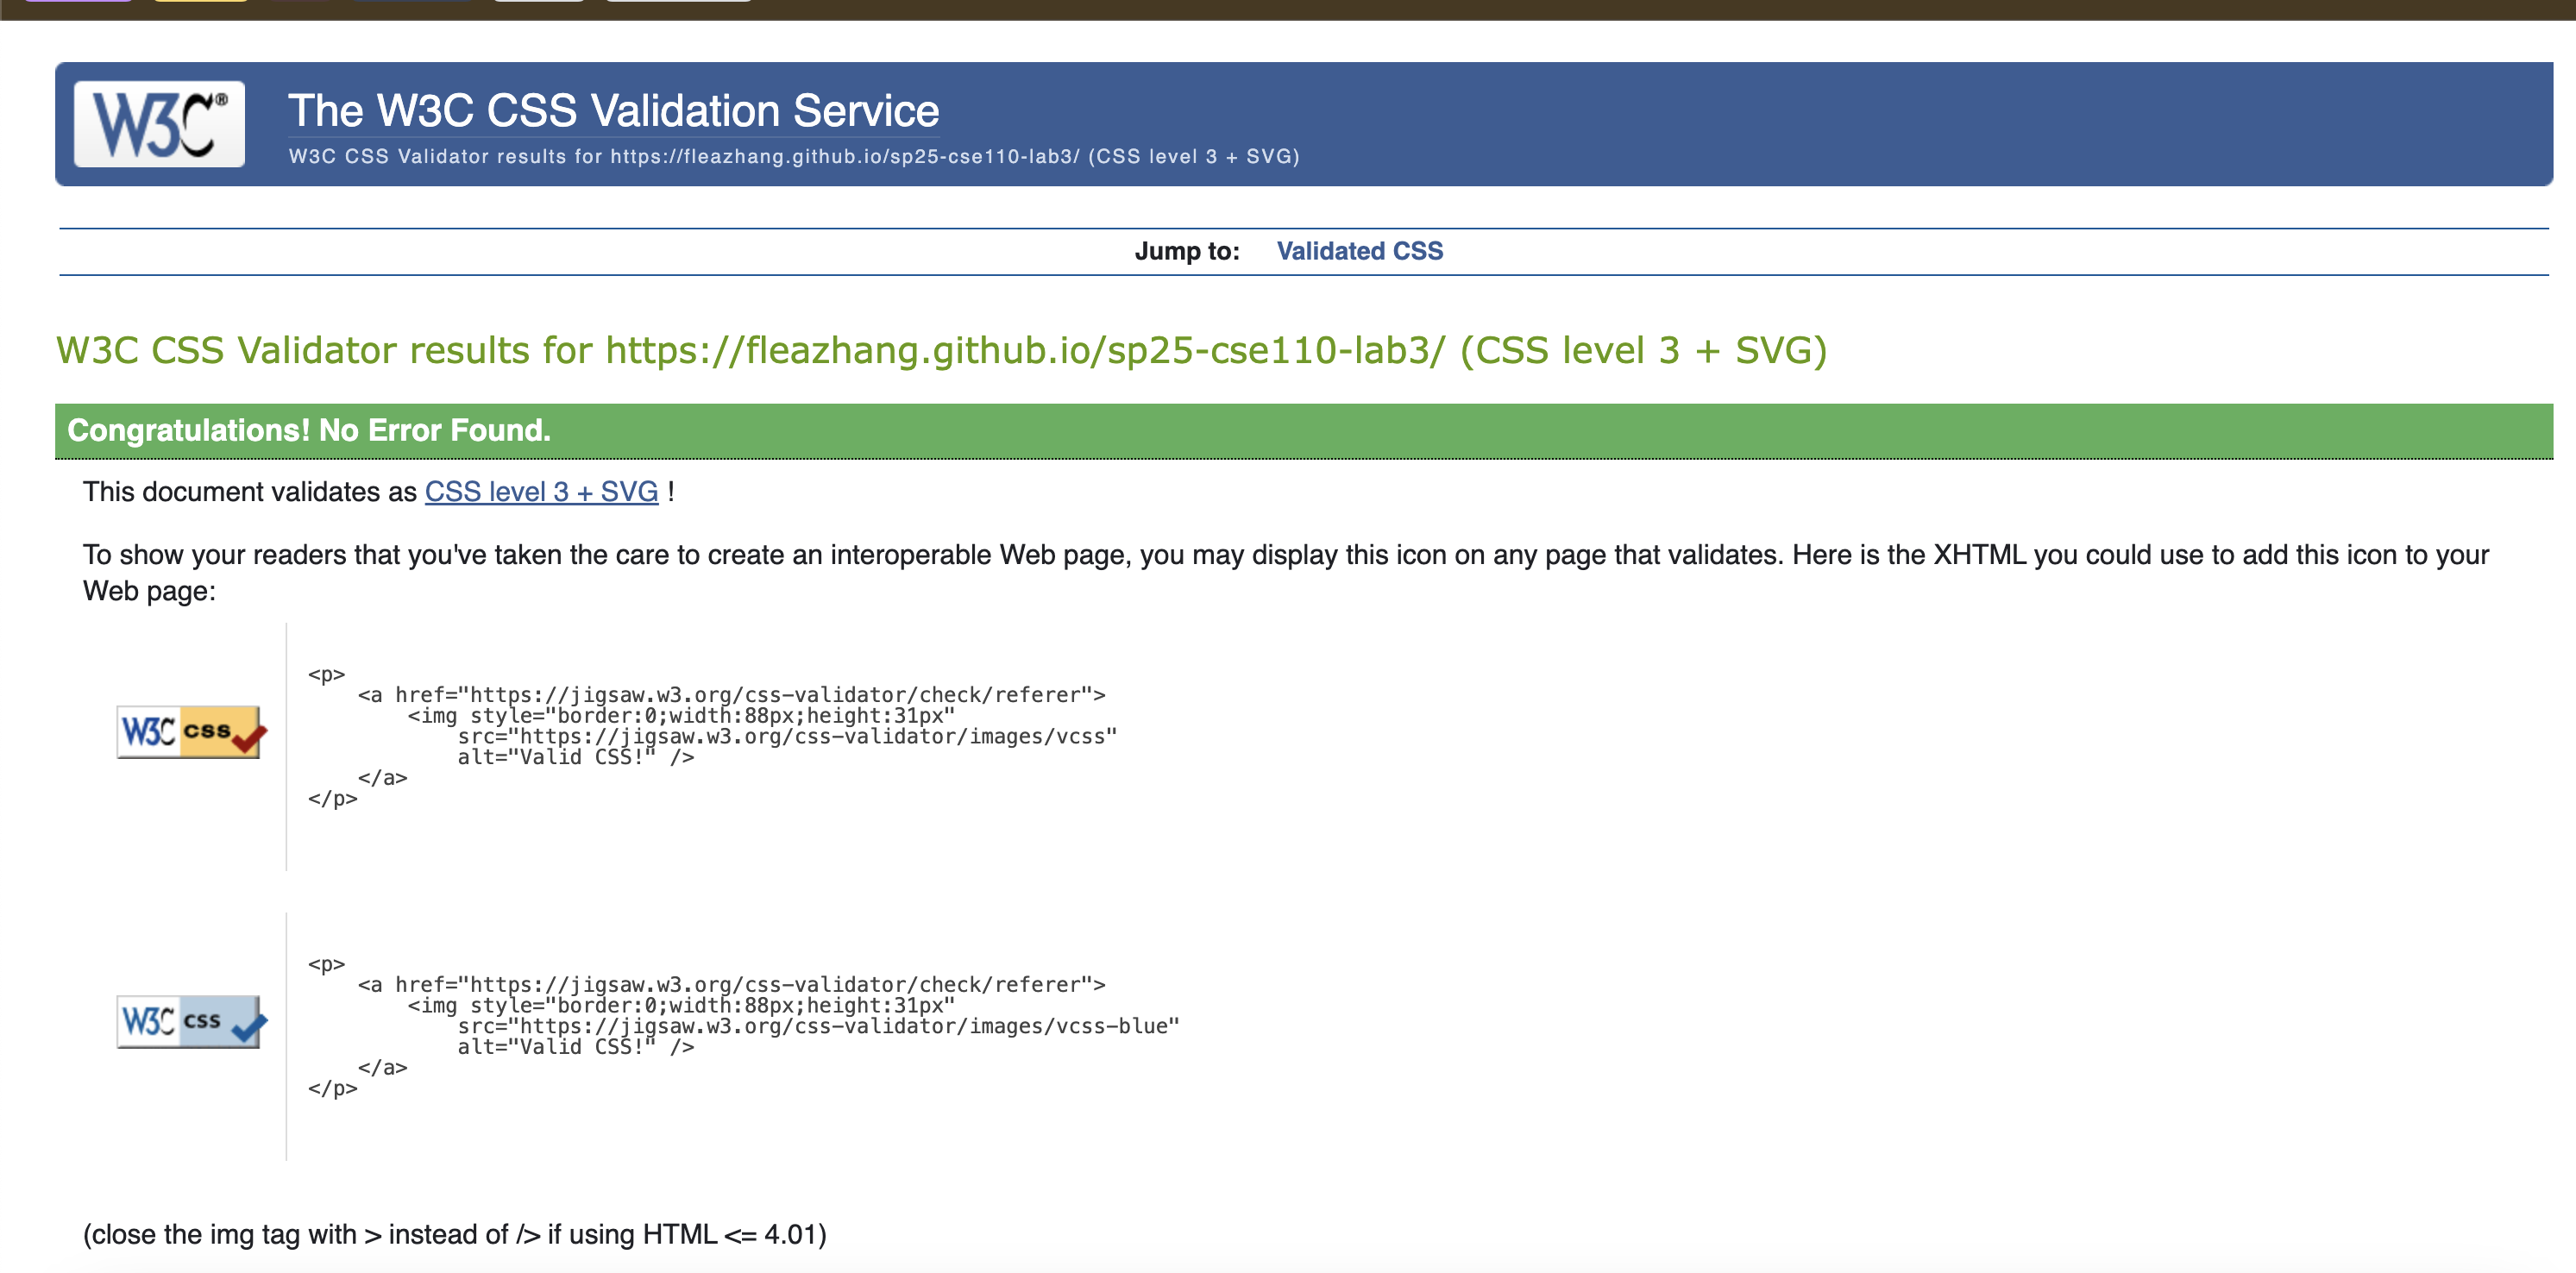 W3C®
The W3C CSS Validation Service
W3C CSS Validator results for https://fleazhang.github.io/sp25-cse110-lab3/ (CSS level 3 + SVG)
Jump to: Validated CSS
W3C CSS Validator results for https://fleazhang.github.io/sp25-cse110-lab3/ (CSS level 3 + SVG)
Congratulations! No Error Found.
This document validates as CSS level 3 + SVG !
To show your readers that you've taken the care to create an interoperable Web page, you may display this icon on any page that validates. Here is the XHTML you could use to add this icon to your
Web page:
W3C css
<p>
    <a href="https://jigsaw.w3.org/css-validator/check/referer">
        <img style="border:0;width:88px;height:31px"
            src="https://jigsaw.w3.org/css-validator/images/vcss"
            alt="Valid CSS!" />
    </a>
</p>
W3C css
<p>
    <a href="https://jigsaw.w3.org/css-validator/check/referer">
        <img style="border:0;width:88px;height:31px"
            src="https://jigsaw.w3.org/css-validator/images/vcss-blue"
            alt="Valid CSS!" />
    </a>
</p>
(close the img tag with > instead of /> if using HTML <= 4.01)